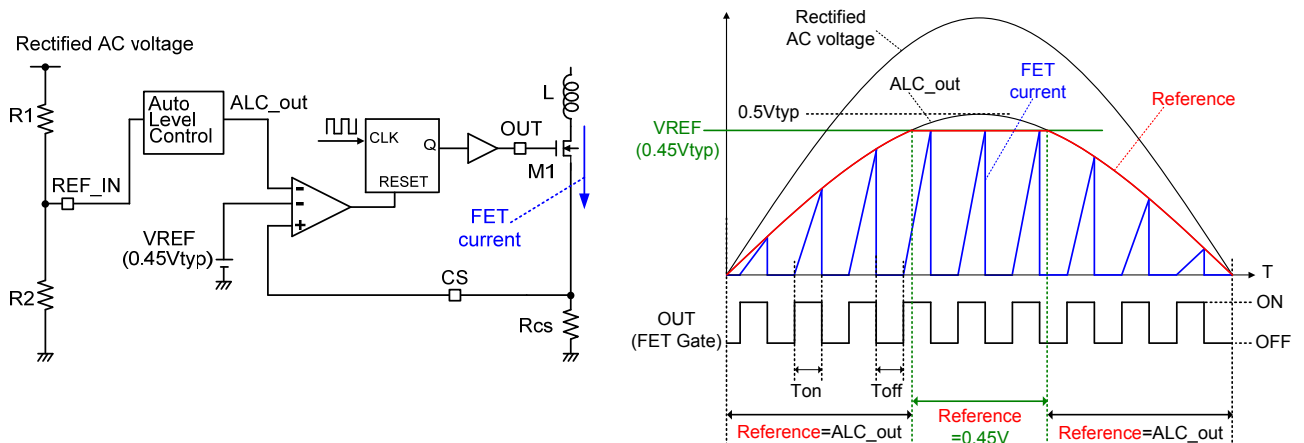 Rectified AC voltage
R1
Auto
Level
Control
ALC_out
REF_IN
R2
VREF
(0.45Vtyp)
-
-
+
CLK
Q
RESET
OUT
L
M1
FET
current
CS
Rcs
Rectified
AC voltage
ALC_out
FET
current
Reference
0.5Vtyp
VREF
(0.45Vtyp)
T
OUT
(FET Gate)
ON
OFF
Ton
Toff
Reference=ALC_out
Reference
=0.45V
Reference=ALC_out